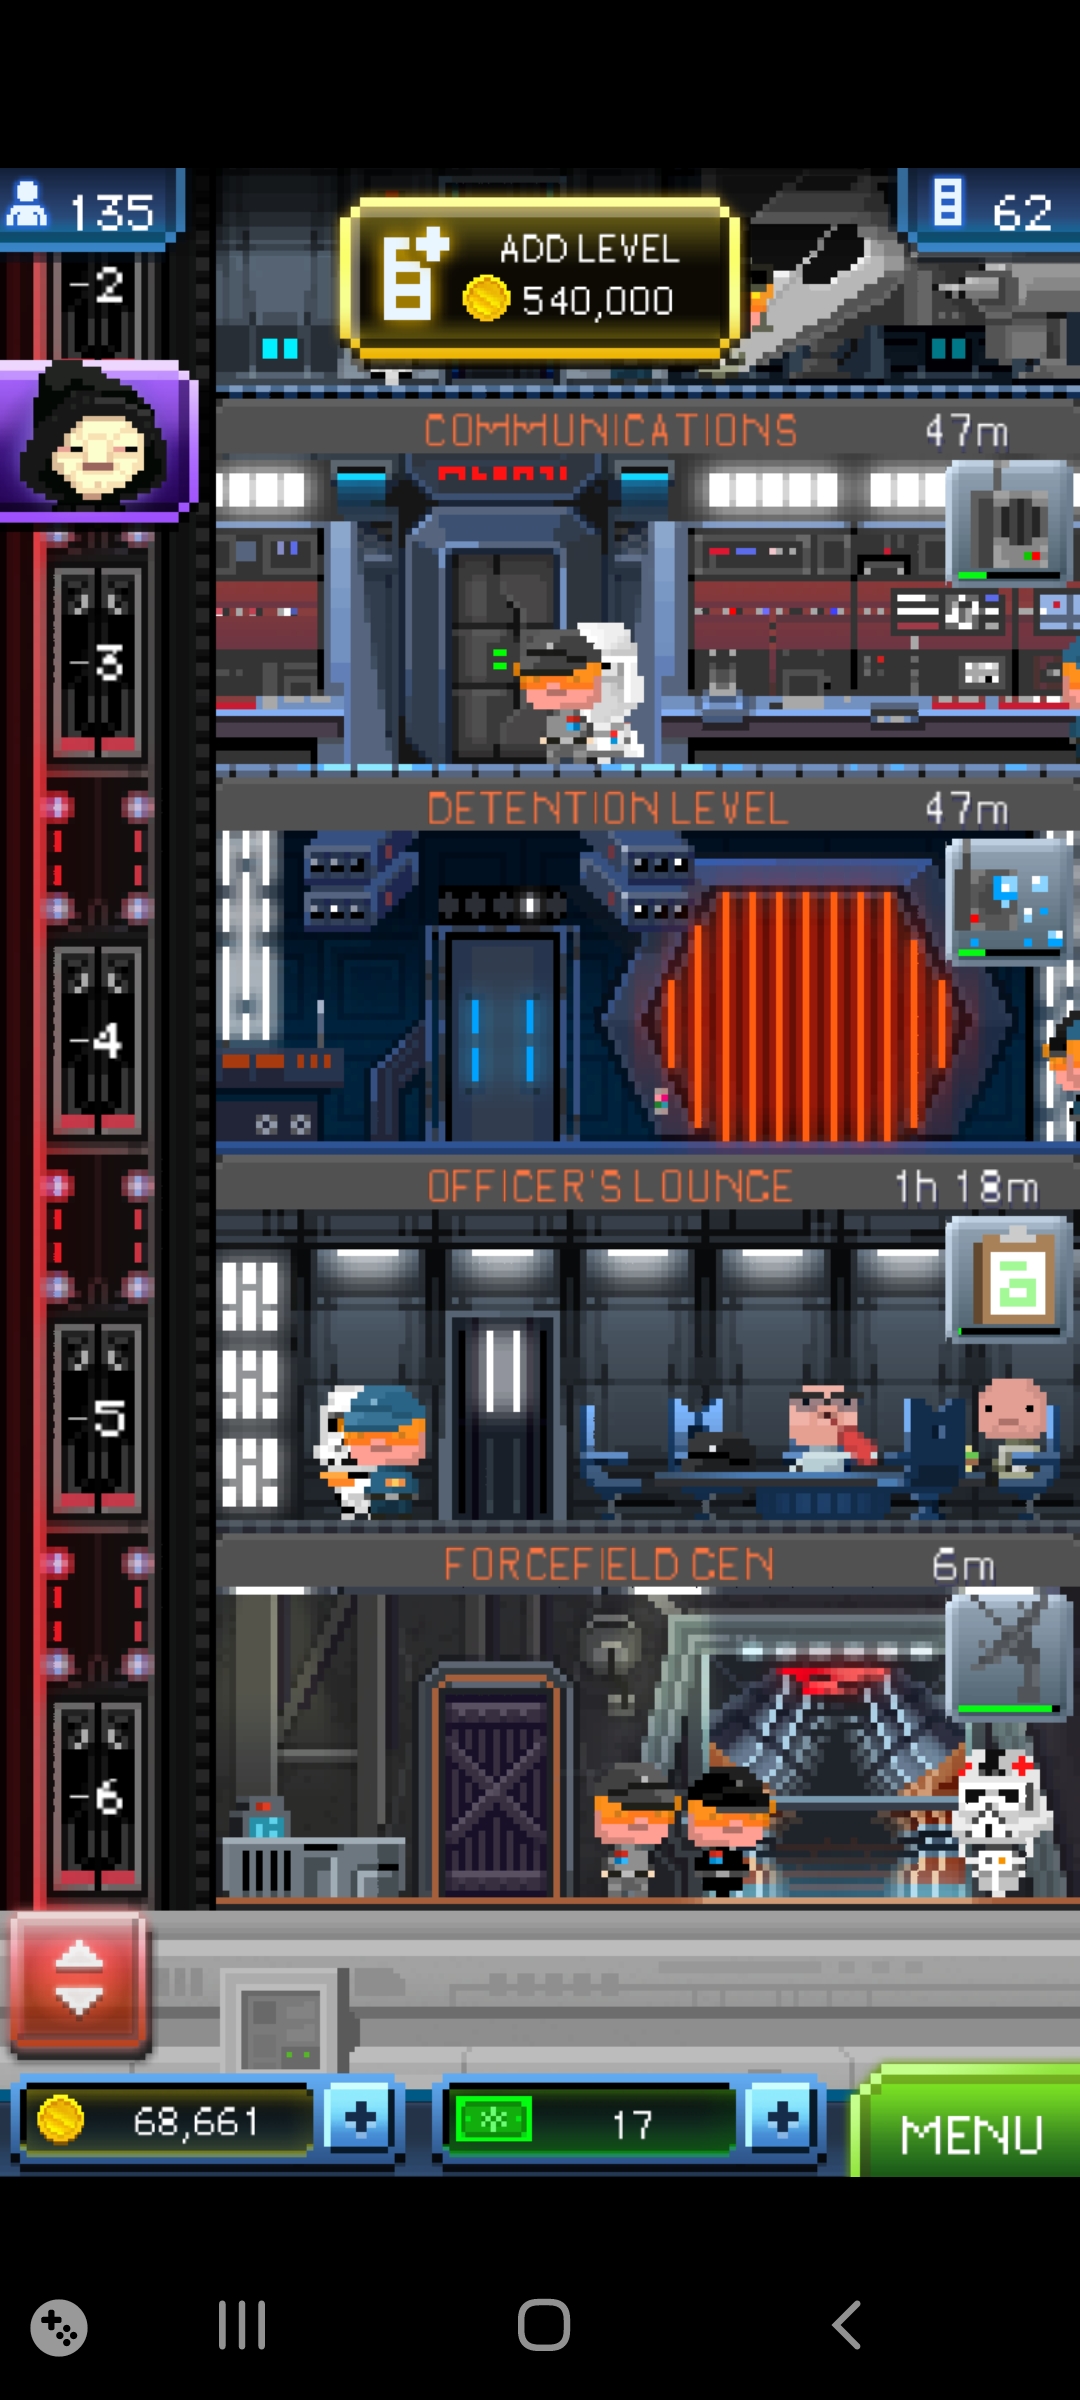 135
ADD LEVEL
540,000
62
-2
COMMUNICATIONS 47m
-3
DETENTION LEVEL 47m
-4
OFFICER'S LOUNGE 1h 18m
-5
FORCEFIELD GEN 6m
-6
68,661
17
MENU